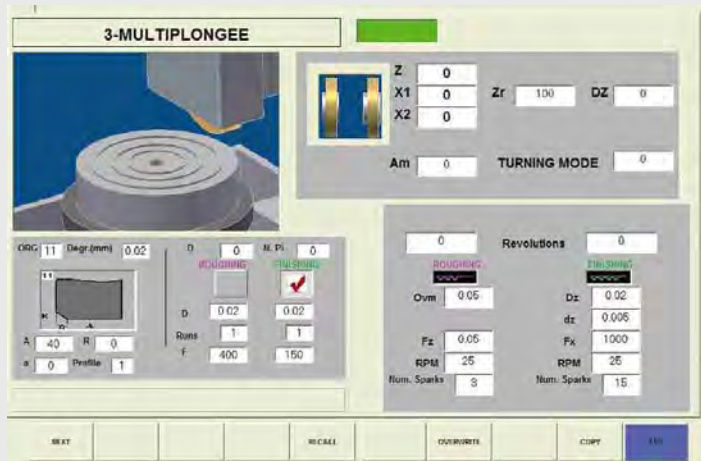 3-MULTIPLONGEE
Z 0
X1 0 Zr 100 DZ 0
X2 0
Am 0 TURNING MODE 0
ORG 11 Degr.(mm) 0.02 D 0 N. Pi. 0
ROUGHING FINISHING
11
D 0.02 0.02
A 40 R 0 Runs 1 1
a 0 Profile 1 F 400 150
0 Revolutions 0
ROUGHING FINISHING
Ovm 0.05 Dz 0.02
dz 0.005
Fz 0.05 Fx 1000
RPM 25 RPM 25
Num. Sparks 3 Num. Sparks 15
NEXT RECALL OVERWRITE COPY